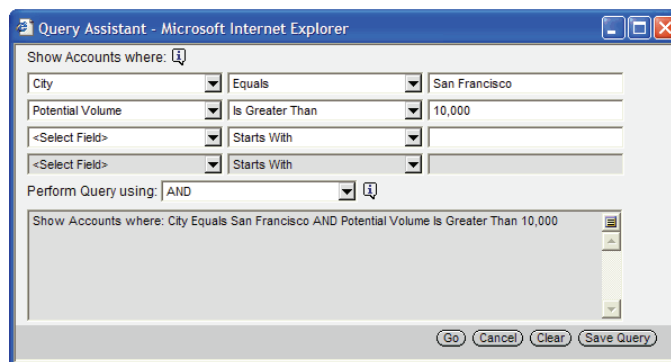 Query Assistant - Microsoft Internet Explorer
Show Accounts where:
City Equals San Francisco
Potential Volume Is Greater Than 10,000
<Select Field> Starts With
<Select Field> Starts With
Perform Query using: AND
Show Accounts where: City Equals San Francisco AND Potential Volume Is Greater Than 10,000
Go Cancel Clear Save Query